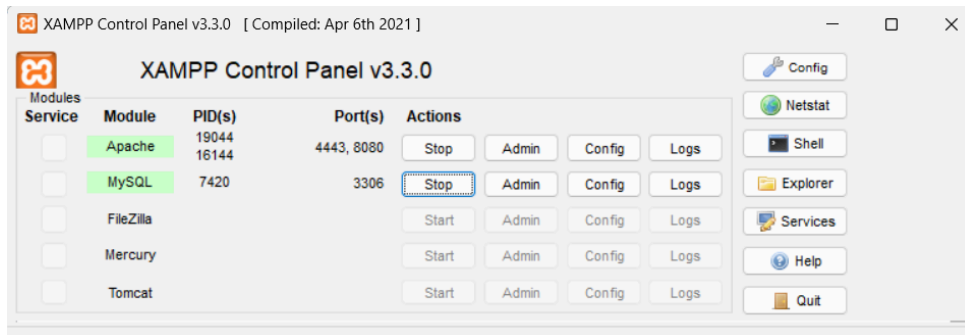 XAMPP Control Panel v3.3.0 [ Compiled: Apr 6th 2021 ]
XAMPP Control Panel v3.3.0
Config
Modules
Service Module PID(s) Port(s) Actions
Netstat
Apache 19044 16144 4443, 8080 Stop Admin Config Logs
Shell
MySQL 7420 3306 Stop Admin Config Logs
Explorer
FileZilla Start Admin Config Logs
Services
Mercury Start Admin Config Logs
Help
Tomcat Start Admin Config Logs
Quit